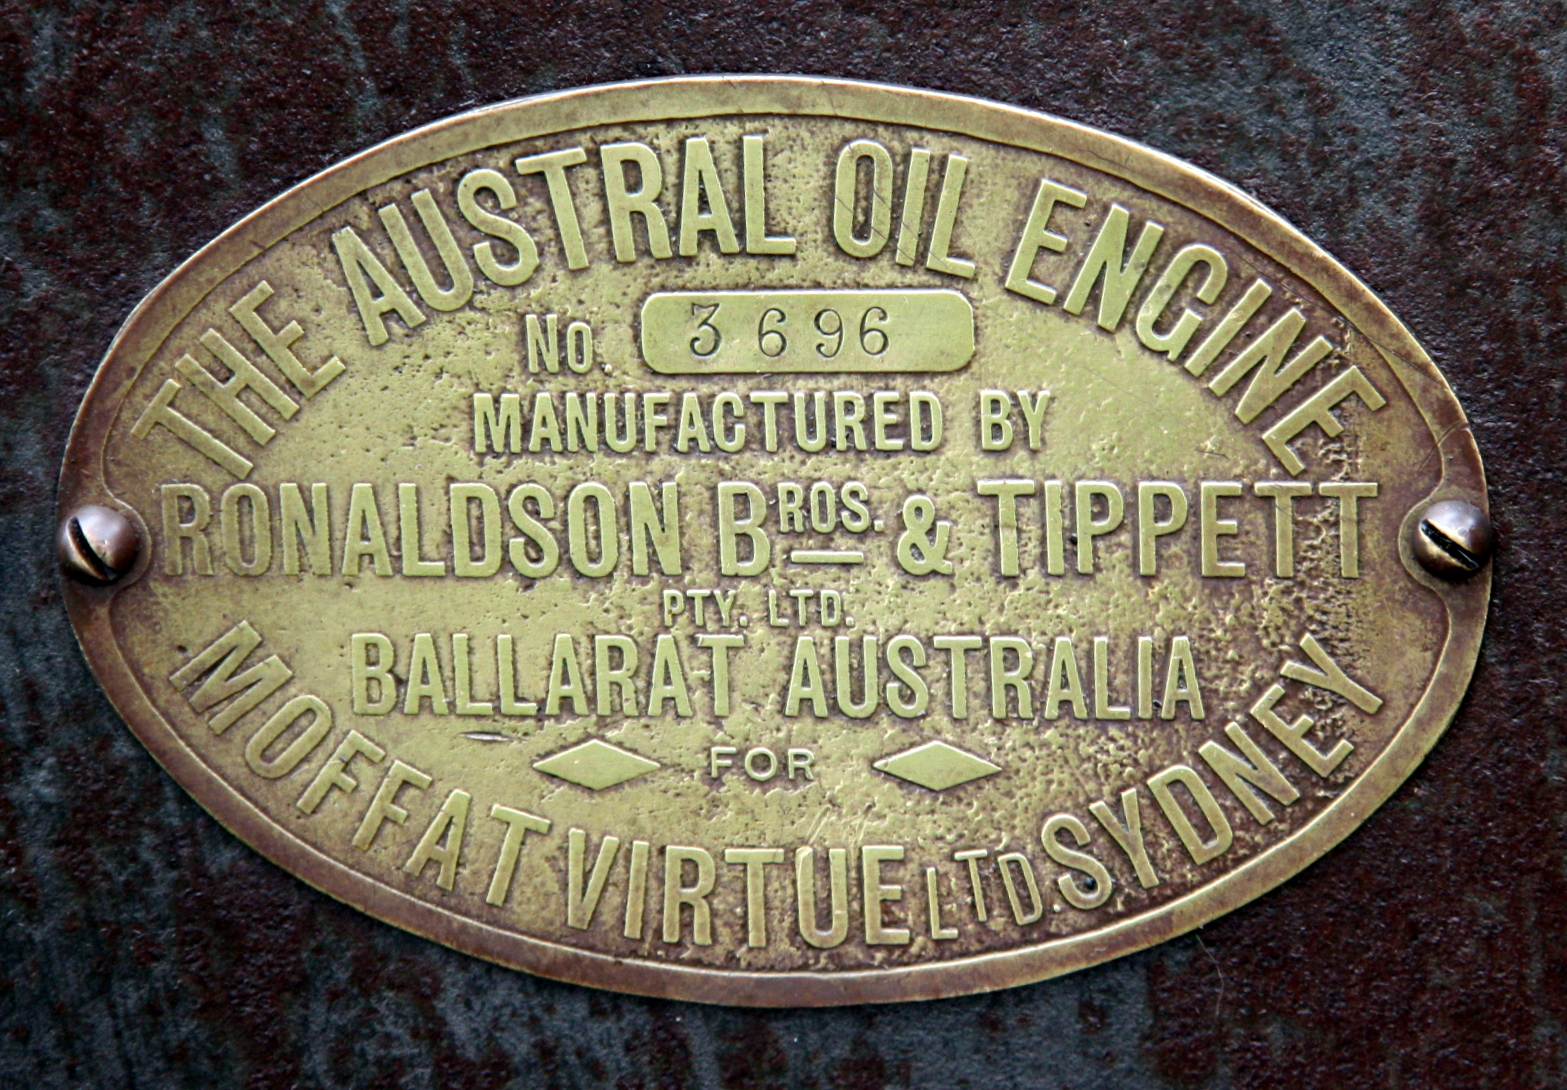 THE AUSTRAL OIL ENGINE
No. 3696
MANUFACTURED BY
RONALDSON BROS. & TIPPETT
PTY. LTD.
BALLARAT AUSTRALIA
FOR
MOFFAT VIRTUE LTD. SYDNEY